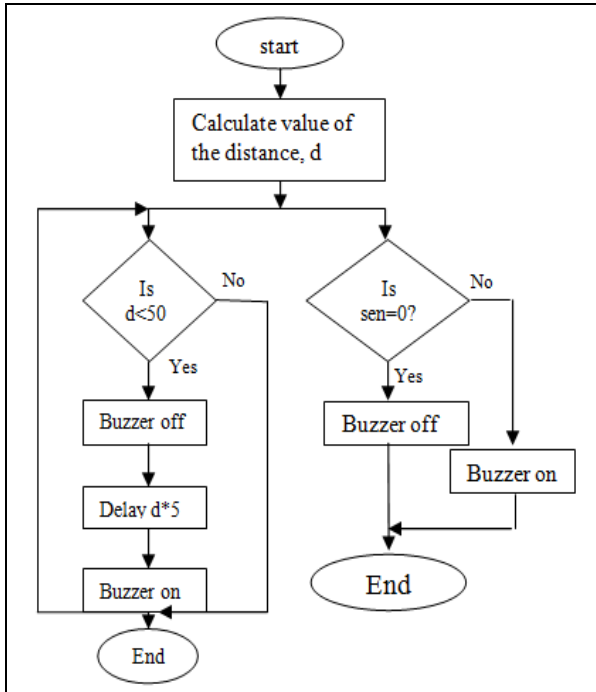 start
Calculate value of
the distance, d
Is
d<50
No
Yes
Buzzer off
Delay d*5
Buzzer on
End
Is
sen=0?
No
Yes
Buzzer off
Buzzer on
End